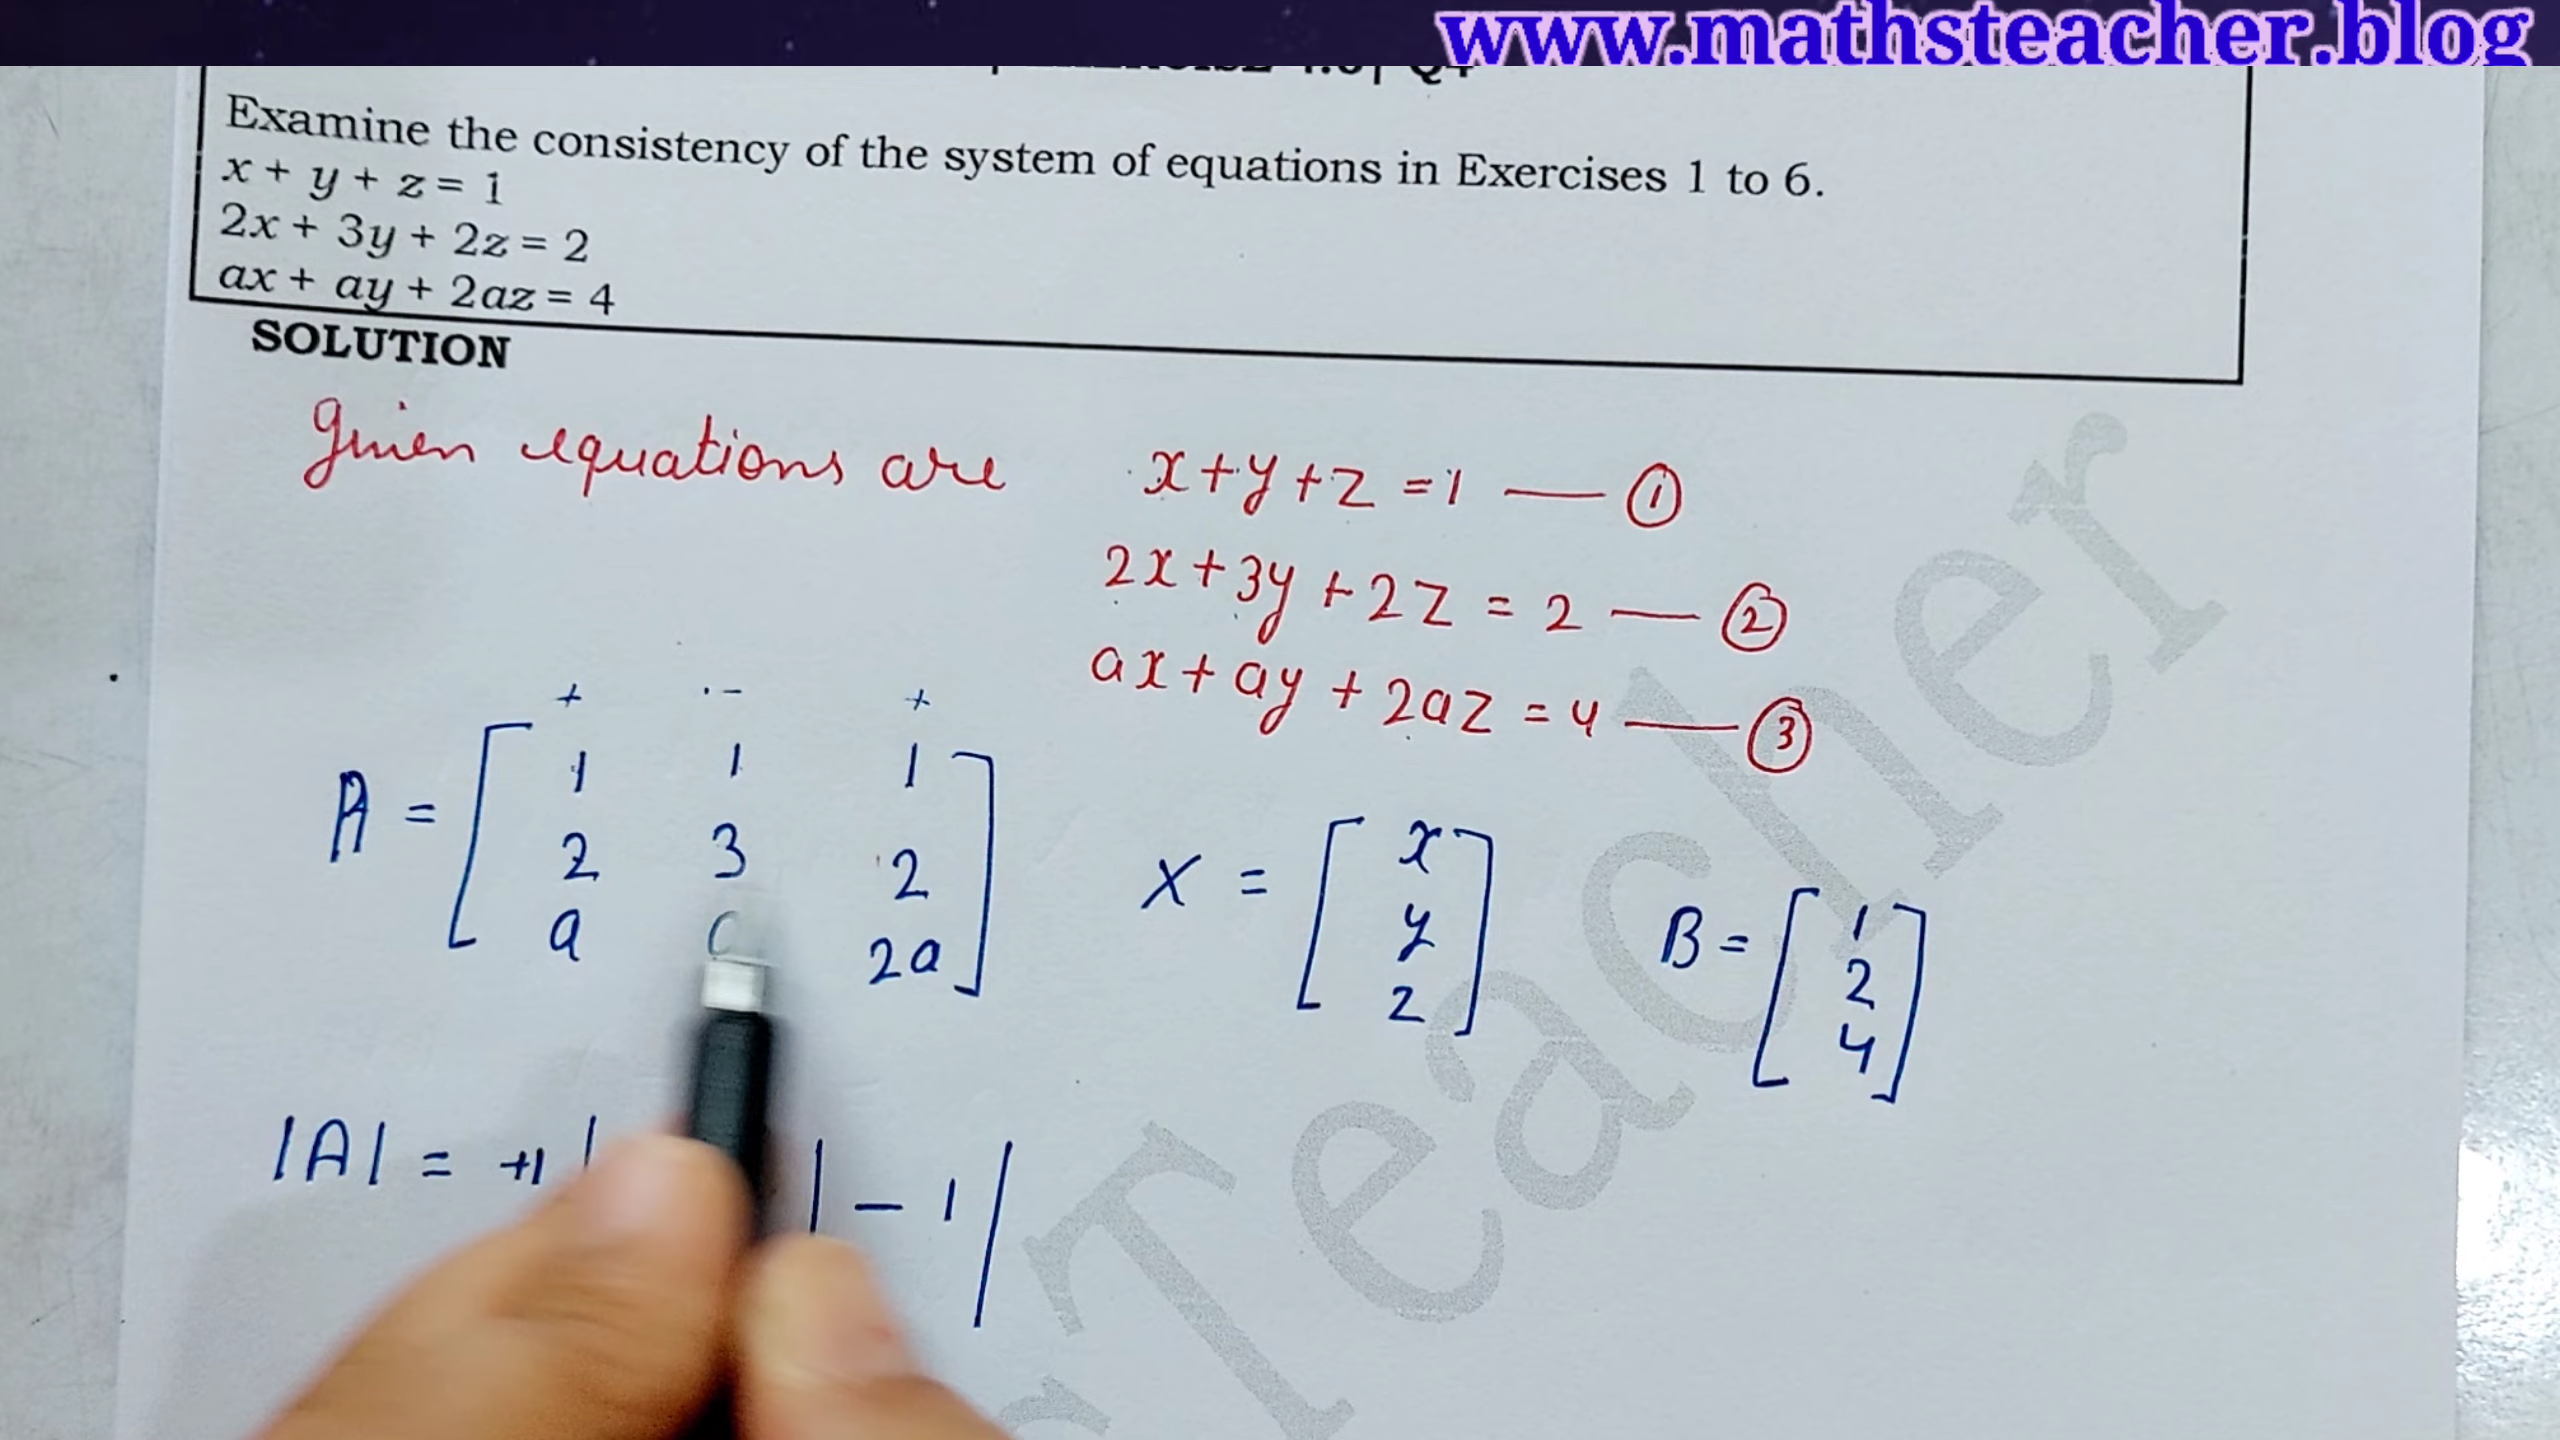 www.mathsteacher.blog
Examine the consistency of the system of equations in Exercises 1 to 6.
x + y + z = 1
2x + 3y + 2z = 2
ax + ay + 2az = 4
SOLUTION
Given equations are x+y+z=1 — ①
2x+3y+2z = 2 — ②
ax+ay+2az = 4 — ③
+ - +
A = [ 1 1 1
2 3 2
a 2a ]
X = [ x
y
z ]
B = [ 1
2
4 ]
|A| = +1 | | - 1 |
Teacher